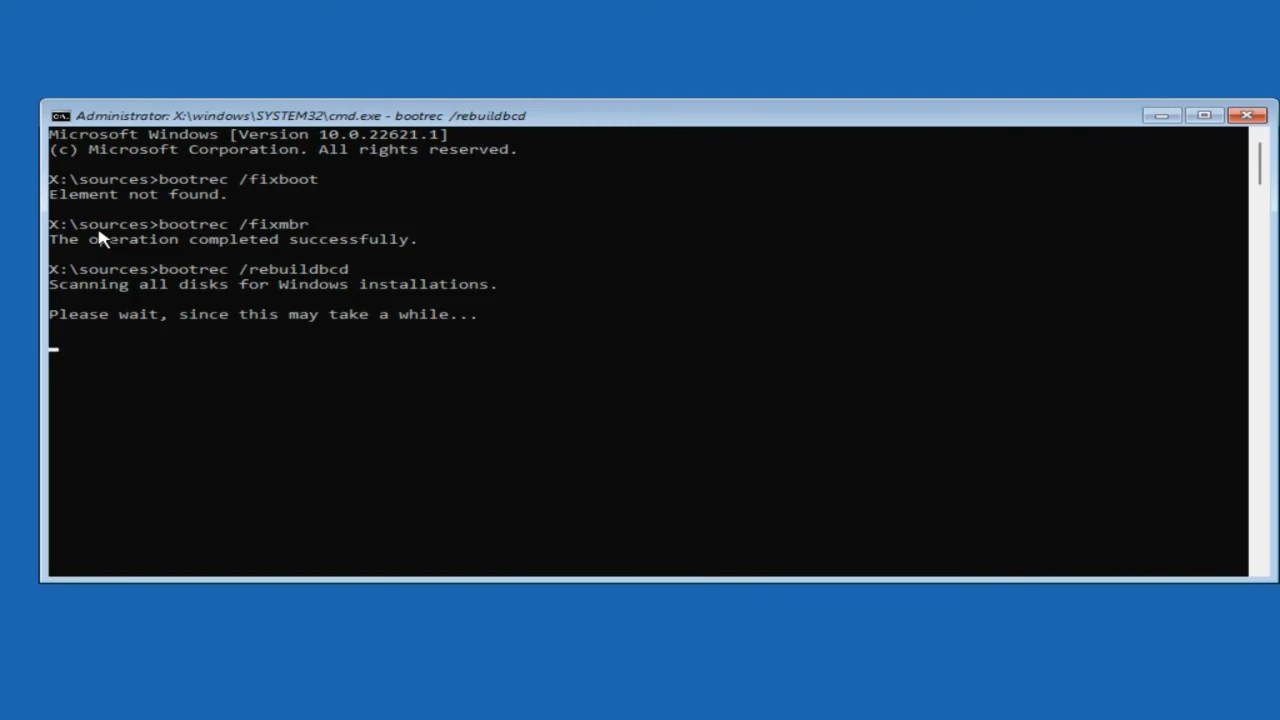 Administrator: X:\windows\SYSTEM32\cmd.exe - bootrec /rebuildbcd
Microsoft Windows [Version 10.0.22621.1]
(c) Microsoft Corporation. All rights reserved.
X:\sources>bootrec /fixboot
Element not found.
X:\sources>bootrec /fixmbr
The operation completed successfully.
X:\sources>bootrec /rebuildbcd
Scanning all disks for Windows installations.
Please wait, since this may take a while...